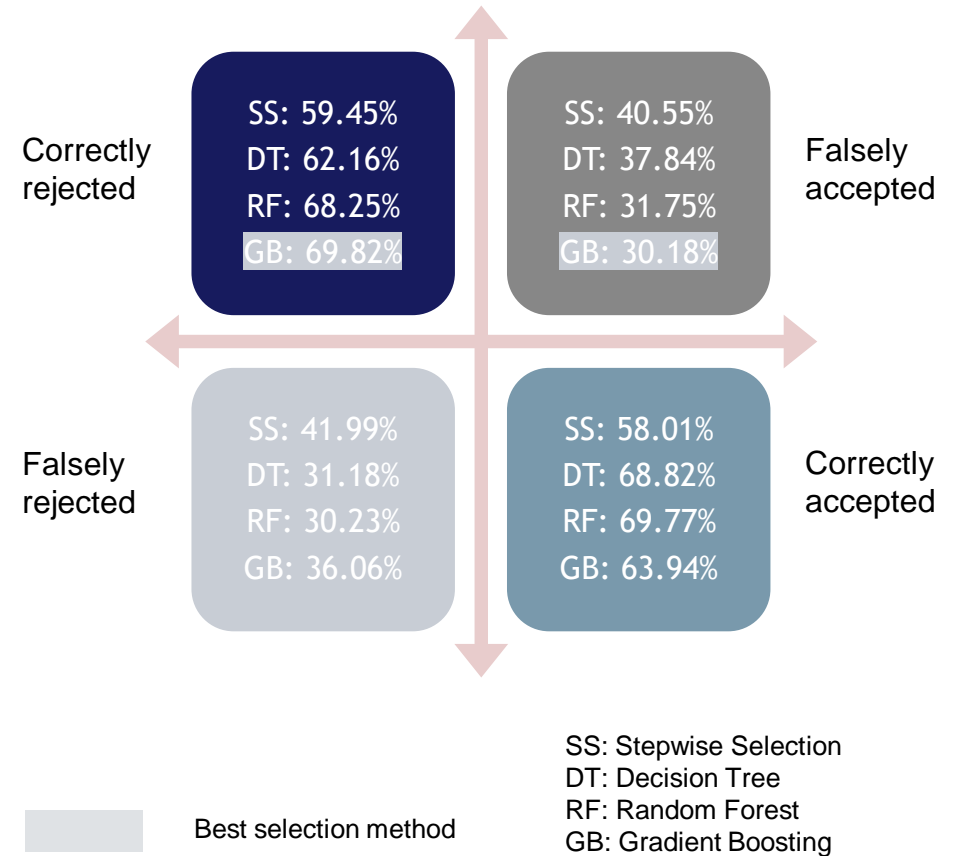 Correctly
rejected
SS: 59.45%
DT: 62.16%
RF: 68.25%
GB: 69.82%
SS: 40.55%
DT: 37.84%
RF: 31.75%
GB: 30.18%
Falsely
accepted
Falsely
rejected
SS: 41.99%
DT: 31.18%
RF: 30.23%
GB: 36.06%
SS: 58.01%
DT: 68.82%
RF: 69.77%
GB: 63.94%
Correctly
accepted
Best selection method
SS: Stepwise Selection
DT: Decision Tree
RF: Random Forest
GB: Gradient Boosting